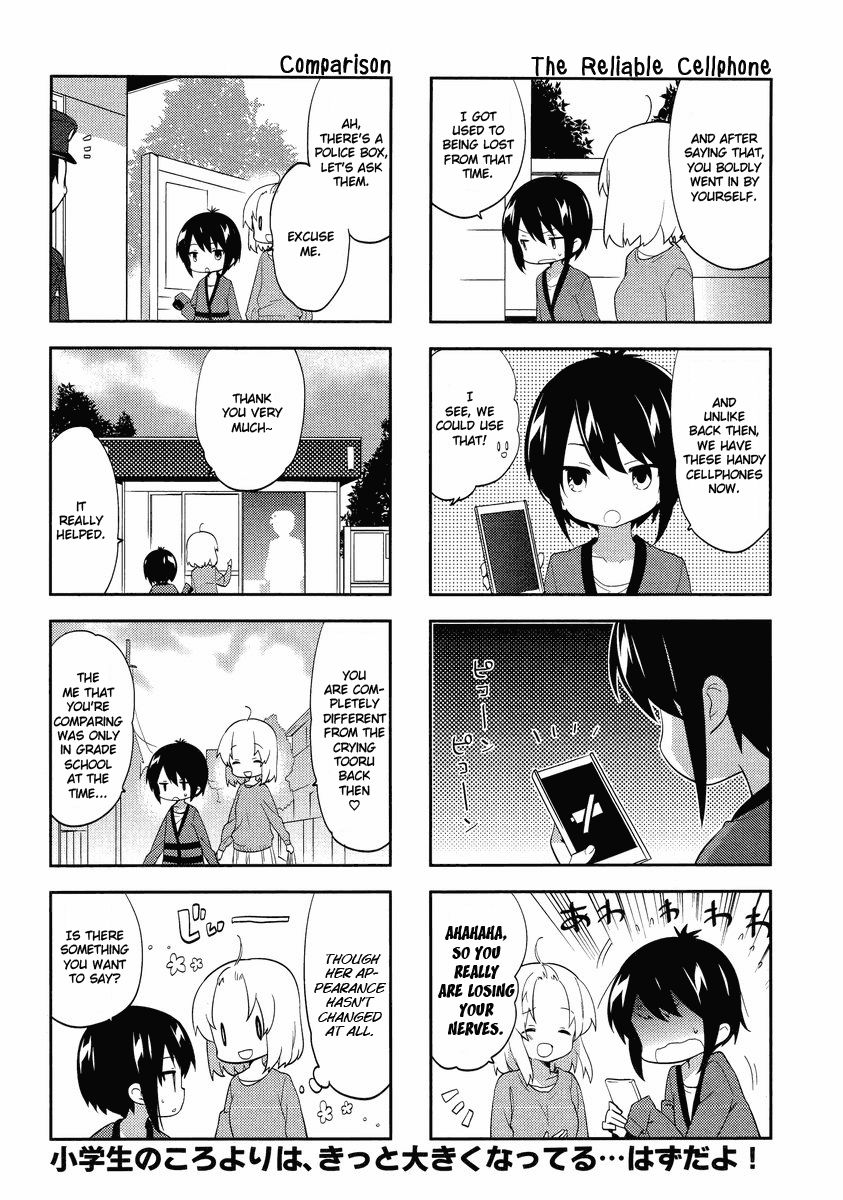 The Reliable Cellphone
AND AFTER
SAYING THAT,
YOU BOLDLY
WENT IN BY
YOURSELF.
I GOT
USED TO
BEING LOST
FROM THAT
TIME.
AND
UNLIKE
BACK THEN,
WE HAVE
THESE HANDY
CELLPHONES
NOW.
I
SEE, WE
COULD USE
THAT!
ピューン
ピューン
あわわわわ
AHAHAHA,
SO YOU
REALLY
ARE LOSING
YOUR
NERVES.
Comparison
AH,
THERE'S A
POLICE BOX,
LET'S ASK
THEM.
EXCUSE
ME.
THANK
YOU VERY
MUCH~
IT
REALLY
HELPED.
YOU
ARE COM-
PLETELY
DIFFERENT
FROM THE
CRYING
TOORU
BACK
THEN
♡
THE
ME THAT
YOU'RE
COMPARING
WAS ONLY
IN GRADE
SCHOOL
AT THE
TIME...
じぃー
THOUGH
HER AP-
PEARANCE
HASN'T
CHANGED
AT ALL.
IS THERE
SOMETHING
YOU WANT
TO SAY?
小学生のころよりは、きっと大きくなってる…はずだよ！